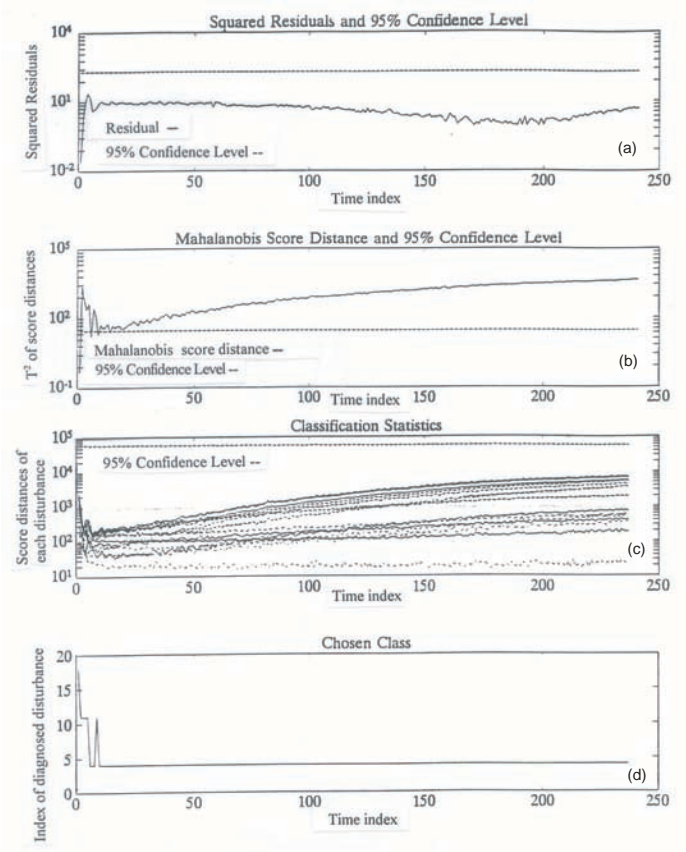 Squared Residuals and 95% Confidence Level
10^4
10^1
10^-2
Squared Residuals
Residual —
95% Confidence Level --
(a)
0 50 100 150 200 250
Time index
Mahalanobis Score Distance and 95% Confidence Level
10^5
10^2
10^-1
T^2 of score distances
Mahalanobis score distance —
95% Confidence Level --
(b)
0 50 100 150 200 250
Time index
Classification Statistics
10^5
10^4
10^3
10^2
10^1
Score distances of
each disturbance
95% Confidence Level --
(c)
0 50 100 150 200 250
Time index
Chosen Class
20
15
10
5
0
Index of diagnosed disturbance
(d)
0 50 100 150 200 250
Time index